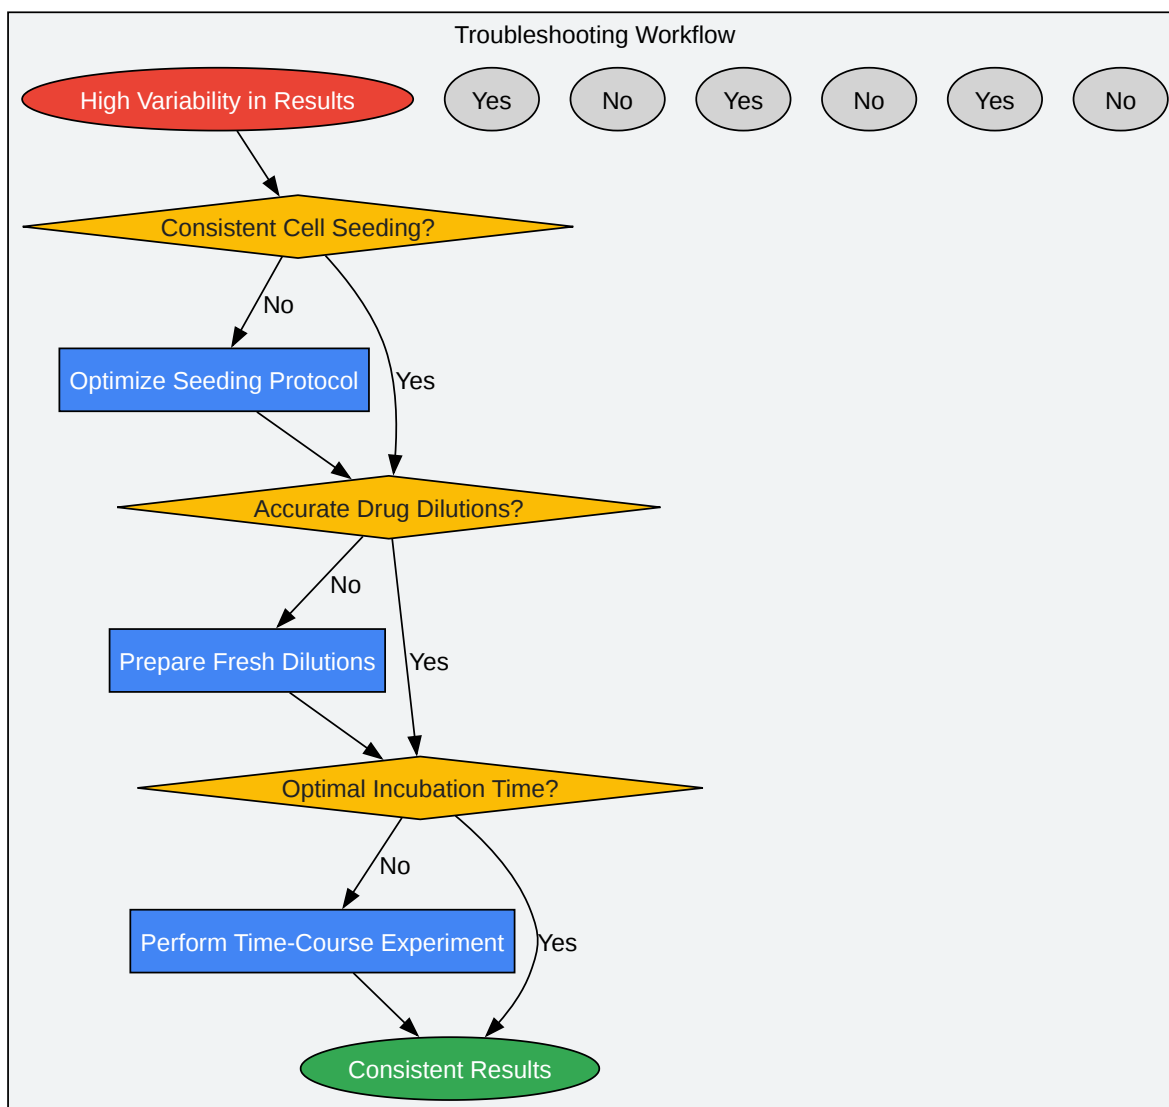 Troubleshooting Workflow
High Variability in Results
Yes
No
Yes
No
Yes
No
Consistent Cell Seeding?
No
Optimize Seeding Protocol
Yes
Accurate Drug Dilutions?
No
Prepare Fresh Dilutions
Yes
Optimal Incubation Time?
No
Perform Time-Course Experiment
Yes
Consistent Results